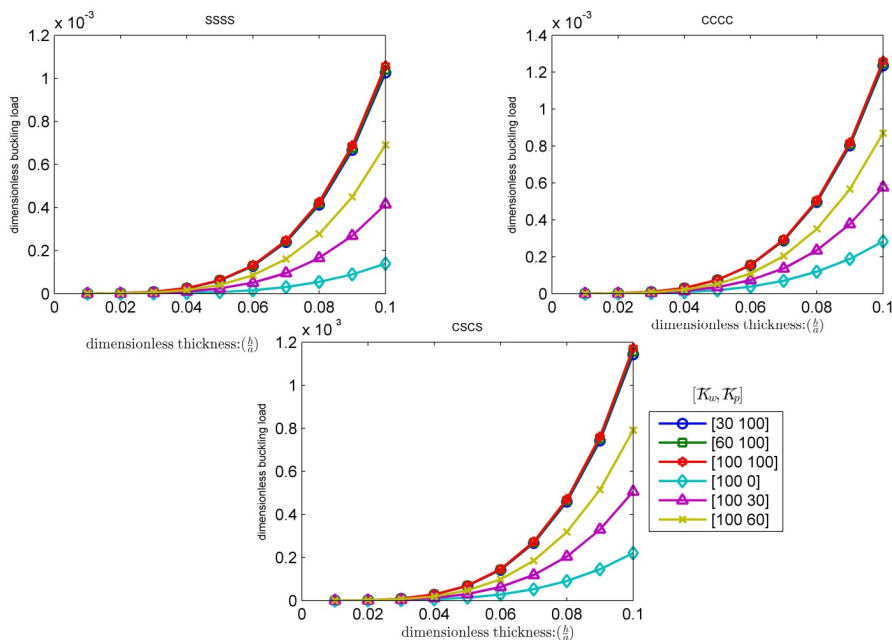 SSSS
x 10⁻³
dimensionless buckling load
1.2
1
0.8
0.6
0.4
0.2
0
0 0.02 0.04 0.06 0.08 0.1
dimensionless thickness:(h/a)
CCCC
x 10⁻³
dimensionless buckling load
1.4
1.2
1
0.8
0.6
0.4
0.2
0
0 0.02 0.04 0.06 0.08 0.1
dimensionless thickness:(h/a)
CSCS
x 10⁻³
dimensionless buckling load
1.2
1
0.8
0.6
0.4
0.2
0
0 0.02 0.04 0.06 0.08 0.1
dimensionless thickness:(h/a)
[K_w, K_p]
[30 100]
[60 100]
[100 100]
[100 0]
[100 30]
[100 60]